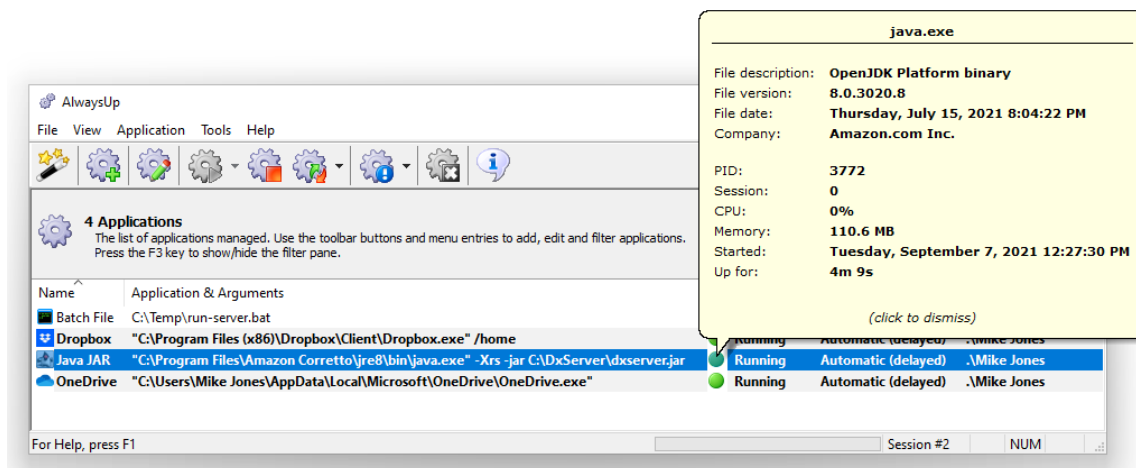 java.exe
File description: OpenJDK Platform binary
File version: 8.0.3020.8
File date: Thursday, July 15, 2021 8:04:22 PM
Company: Amazon.com Inc.
PID: 3772
Session: 0
CPU: 0%
Memory: 110.6 MB
Started: Tuesday, September 7, 2021 12:27:30 PM
Up for: 4m 9s
(click to dismiss)
AlwaysUp
File View Application Tools Help
4 Applications
The list of applications managed. Use the toolbar buttons and menu entries to add, edit and filter applications.
Press the F3 key to show/hide the filter pane.
Name Application & Arguments
Batch File C:\Temp\run-server.bat
Dropbox "C:\Program Files (x86)\Dropbox\Client\Dropbox.exe" /home Running Automatic (delayed) .\Mike Jones
Java JAR "C:\Program Files\Amazon Corretto\jre8\bin\java.exe" -Xrs -jar C:\DxServer\dxserver.jar Running Automatic (delayed) .\Mike Jones
OneDrive "C:\Users\Mike Jones\AppData\Local\Microsoft\OneDrive\OneDrive.exe" Running Automatic (delayed) .\Mike Jones
For Help, press F1 Session #2 NUM